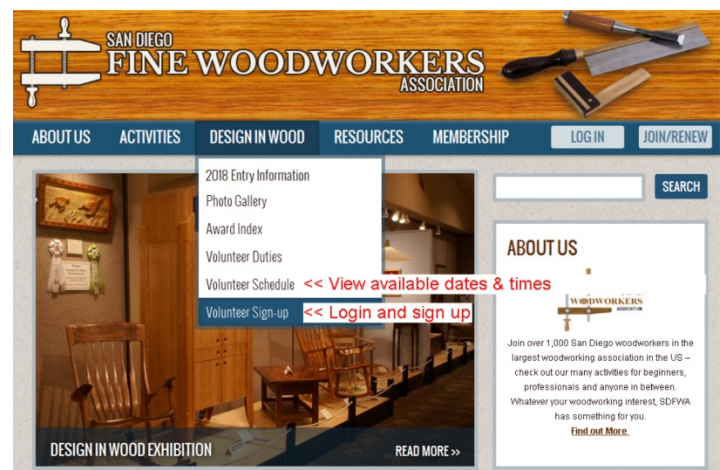 SAN DIEGO
FINE WOODWORKERS
ASSOCIATION
ABOUT US ACTIVITIES DESIGN IN WOOD RESOURCES MEMBERSHIP LOG IN JOIN/RENEW
2018 Entry Information
Photo Gallery
Award Index
Volunteer Duties
Volunteer Schedule << View available dates & times
Volunteer Sign-up << Login and sign up
SEARCH
ABOUT US
WOODWORKERS
ASSOCIATION
Join over 1,000 San Diego woodworkers in the
largest woodworking association in the US –
check out our many activities for beginners,
professionals and anyone in between.
Whatever your woodworking interest, SDFWA
has something for you.
Find out More
DESIGN IN WOOD EXHIBITION READ MORE >>